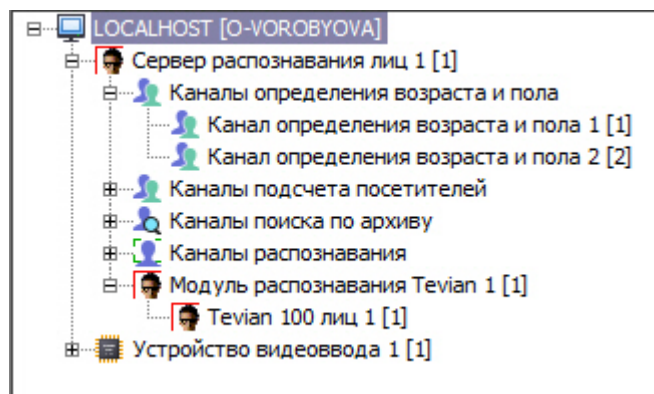 LOCALHOST [O-VOROBYOVA]
Сервер распознавания лиц 1 [1]
Каналы определения возраста и пола
Канал определения возраста и пола 1 [1]
Канал определения возраста и пола 2 [2]
Каналы подсчета посетителей
Каналы поиска по архиву
Каналы распознавания
Модуль распознавания Tevian 1 [1]
Tevian 100 лиц 1 [1]
Устройство видеоввода 1 [1]